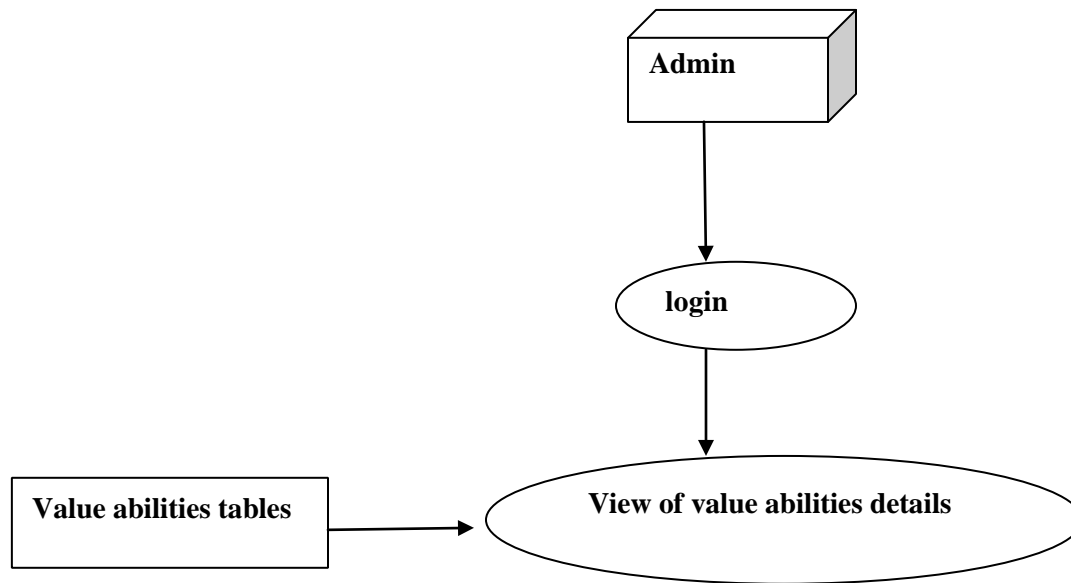 Admin
login
View of value abilities details
Value abilities tables